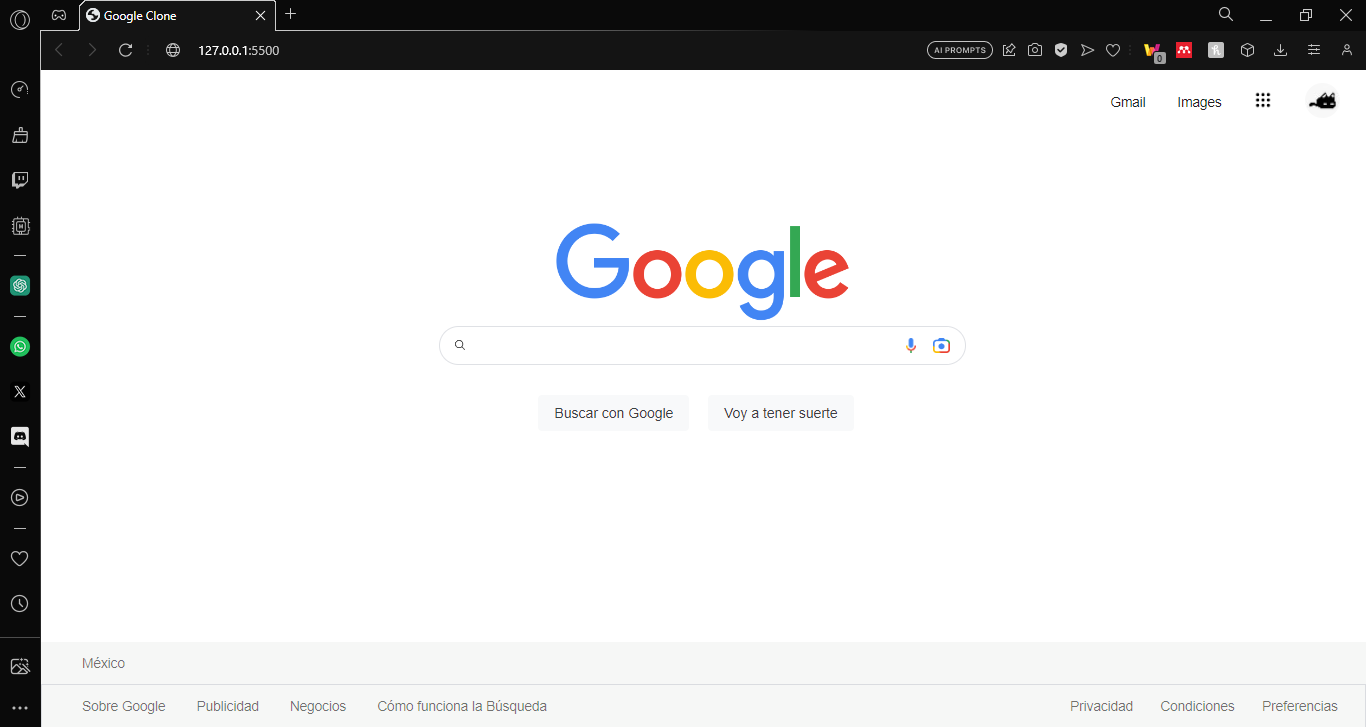 Google Clone
127.0.0.1:5500
AI PROMPTS
0
Gmail Images
Google
Buscar con Google Voy a tener suerte
México
Sobre Google Publicidad Negocios Cómo funciona la Búsqueda Privacidad Condiciones Preferencias